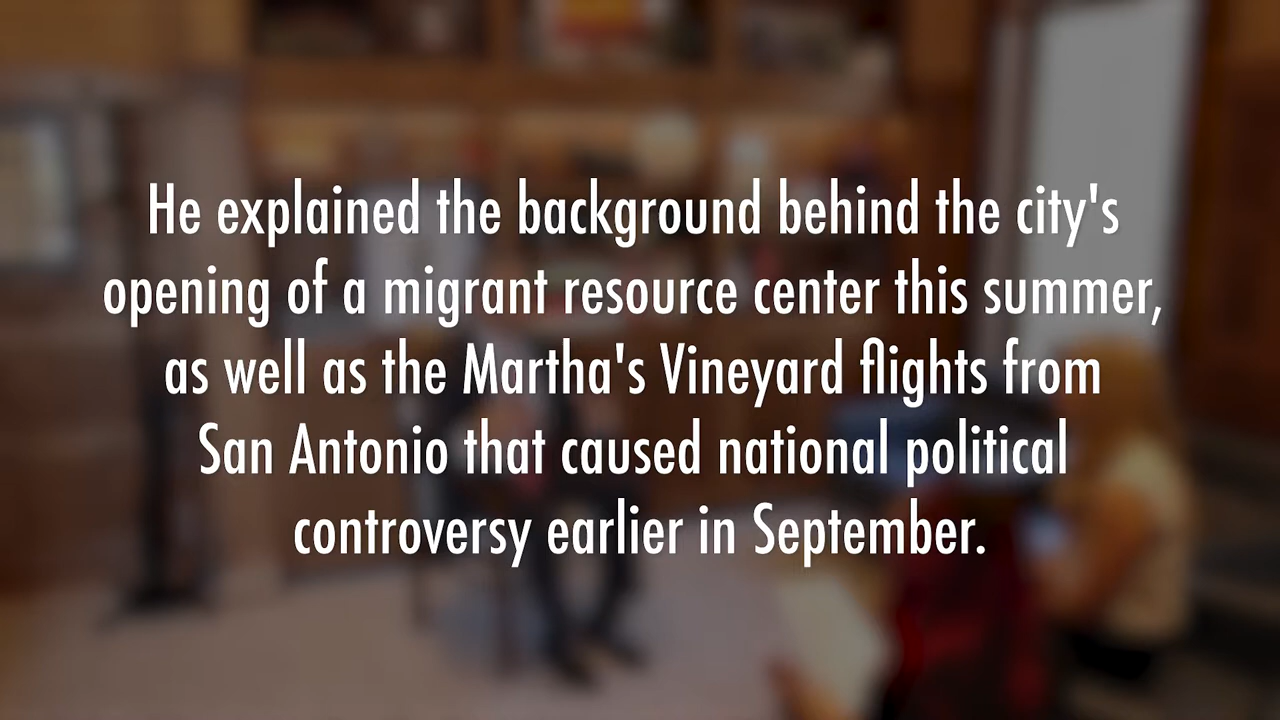 He explained the background behind the city's
opening of a migrant resource center this summer,
as well as the Martha's Vineyard flights from
San Antonio that caused national political
controversy earlier in September.